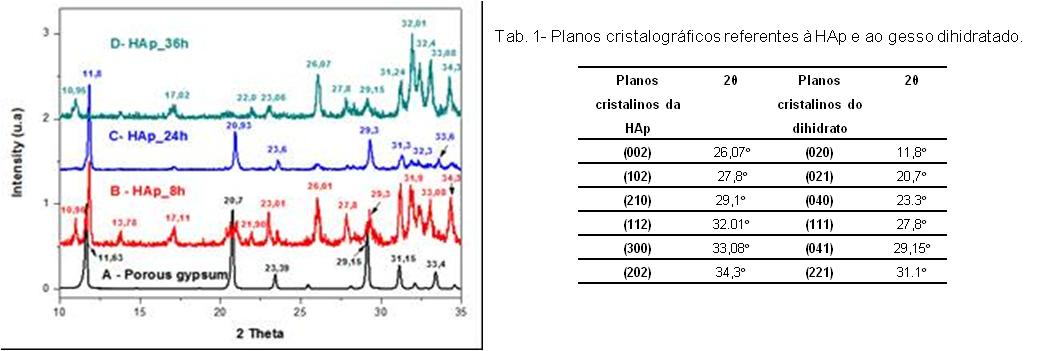 Intensity (u.a)
3
2
1
0
D- HAp_36h
10,95
17,02
22,0
23,06
26,07
27,8
29,15
31,24
32,01
32,4
33,08
34,3
C- HAp_24h
11,8
20,93
23,6
29,3
31,3
32,3
33,6
B - HAp_8h
10,96
13,78
17,11
21,90
23,01
26,01
27,8
29,3
31,9
33,08
34,3
A - Porous gypsum
11,63
20,7
23,39
29,15
31,15
33,4
10
15
20
25
30
35
2 Theta
Tab. 1- Planos cristalográficos referentes à HAp e ao gesso dihidratado.
Planos 2θ Planos 2θ
cristalinos da cristalinos do
HAp dihidrato
(002) 26,07° (020) 11,8°
(102) 27,8° (021) 20,7°
(210) 29,1° (040) 23.3°
(112) 32.01° (111) 27,8°
(300) 33,08° (041) 29,15°
(202) 34,3° (221) 31.1°